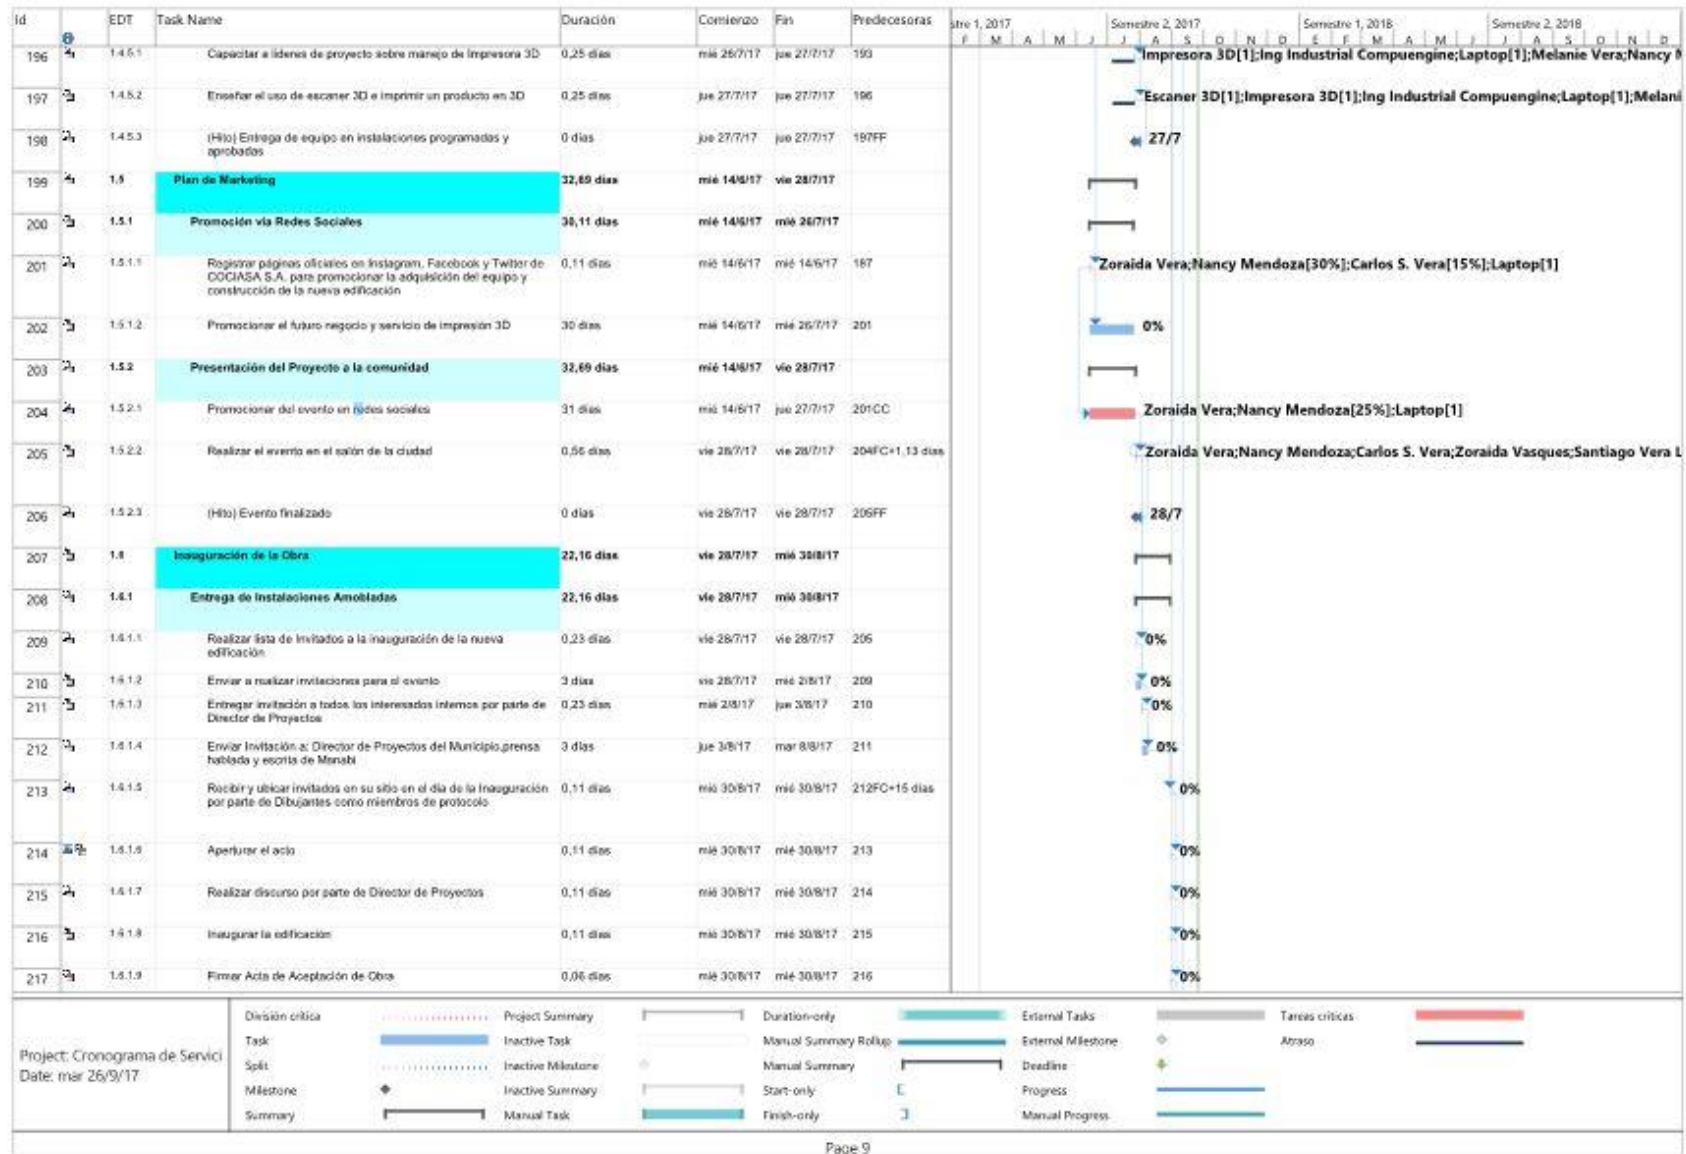 Id EDT Task Name Duración Comienzo Fin Predecesoras stre 1, 2017 Semestre 2, 2017 Semestre 1, 2018 Semestre 2, 2018
F M A M J J A S O N D E F M A M J J A S O N D
196 1.4.5.1 Capacitar a líderes de proyecto sobre manejo de Impresora 3D 0,25 días mié 26/7/17 jue 27/7/17 193 Impresora 3D[1];Ing Industrial Compuengine;Laptop[1];Melanie Vera;Nancy
197 1.4.5.2 Enseñar el uso de escaner 3D e imprimir un producto en 3D 0,25 días jue 27/7/17 jue 27/7/17 196 Escaner 3D[1];Impresora 3D[1];Ing Industrial Compuengine;Laptop[1];Melani
198 1.4.5.3 (Hito) Entrega de equipo en instalaciones programadas y 0 días jue 27/7/17 jue 27/7/17 197FF 27/7
aprobadas
199 1.5 Plan de Marketing 32,69 días mié 14/6/17 vie 28/7/17
200 1.5.1 Promoción vía Redes Sociales 30,11 días mié 14/6/17 mié 26/7/17
201 1.5.1.1 Registrar páginas oficiales en Instagram, Facebook y Twitter de 0,11 días mié 14/6/17 mié 14/6/17 187 Zoraida Vera;Nancy Mendoza[30%];Carlos S. Vera[15%];Laptop[1]
COCIASA S.A. para promocionar la adquisición del equipo y
construcción de la nueva edificación
202 1.5.1.2 Promocionar el futuro negocio y servicio de impresión 3D 30 días mié 14/6/17 mié 26/7/17 201 0%
203 1.5.2 Presentación del Proyecto a la comunidad 32,69 días mié 14/6/17 vie 28/7/17
204 1.5.2.1 Promocionar del evento en redes sociales 31 días mié 14/6/17 jue 27/7/17 201CC Zoraida Vera;Nancy Mendoza[25%];Laptop[1]
205 1.5.2.2 Realizar el evento en el salón de la ciudad 0,56 días vie 28/7/17 vie 28/7/17 204FC+1,13 días Zoraida Vera;Nancy Mendoza;Carlos S. Vera;Zoraida Vasques;Santiago Vera L
206 1.5.2.3 (Hito) Evento finalizado 0 días vie 28/7/17 vie 28/7/17 205FF 28/7
207 1.6 Inauguración de la Obra 22,16 días vie 28/7/17 mié 30/8/17
208 1.6.1 Entrega de Instalaciones Amobladas 22,16 días vie 28/7/17 mié 30/8/17
209 1.6.1.1 Realizar lista de Invitados a la inauguración de la nueva 0,23 días vie 28/7/17 vie 28/7/17 205 0%
edificación
210 1.6.1.2 Enviar a realizar invitaciones para el evento 3 días vie 28/7/17 mié 2/8/17 209 0%
211 1.6.1.3 Entregar invitación a todos los interesados internos por parte de 0,23 días mié 2/8/17 jue 3/8/17 210 0%
Director de Proyectos
212 1.6.1.4 Enviar Invitación a: Director de Proyectos del Municipio,prensa 3 días jue 3/8/17 mar 8/8/17 211 0%
hablada y escrita de Manabí
213 1.6.1.5 Recibir y ubicar invitados en su sitio en el día de la Inauguración 0,11 días mié 30/8/17 mié 30/8/17 212FC+15 días 0%
por parte de Dibujantes como miembros de protocolo
214 1.6.1.6 Aperturar el acto 0,11 días mié 30/8/17 mié 30/8/17 213 0%
215 1.6.1.7 Realizar discurso por parte de Director de Proyectos 0,11 días mié 30/8/17 mié 30/8/17 214 0%
216 1.6.1.8 Inaugurar la edificación 0,11 días mié 30/8/17 mié 30/8/17 215 0%
217 1.6.1.9 Firmar Acta de Aceptación de Obra 0,06 días mié 30/8/17 mié 30/8/17 216 0%
Project: Cronograma de Servici
Date: mar 26/9/17
División crítica Project Summary Duration-only External Tasks Tareas críticas
Task Inactive Task Manual Summary Rollup External Milestone Atraso
Split Inactive Milestone Manual Summary Deadline
Milestone Inactive Summary Start-only Progress
Summary Manual Task Finish-only Manual Progress
Page 9